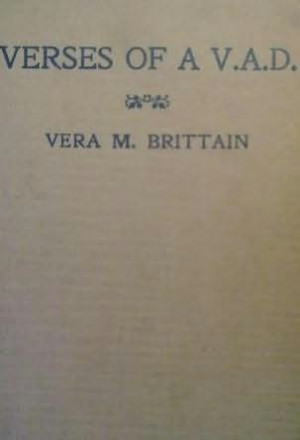 VERSES OF A V.A.D.
VERA M. BRITTAIN